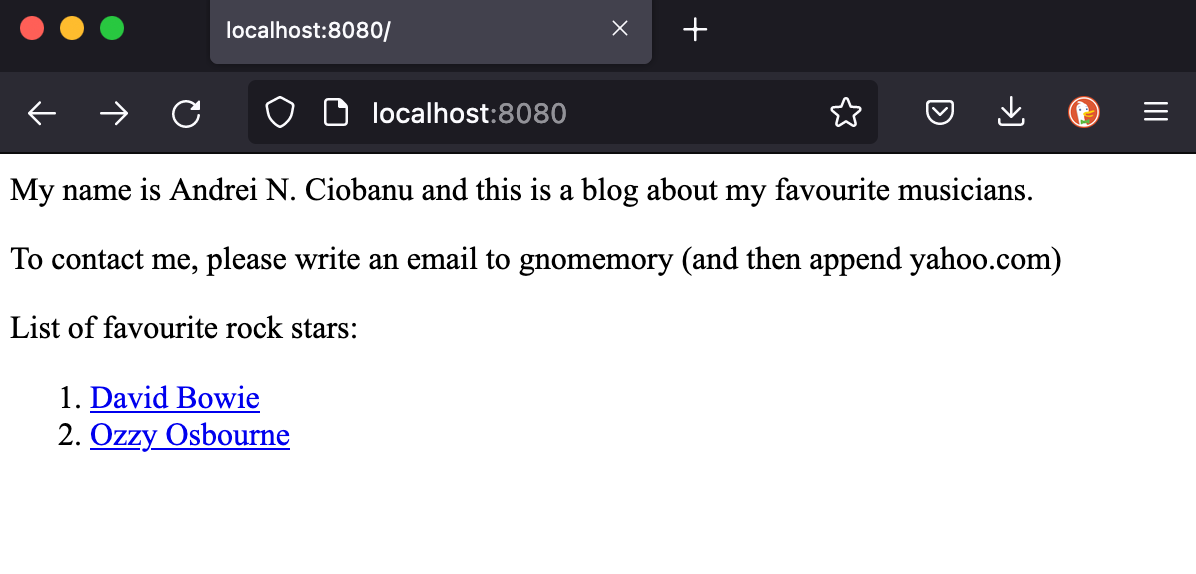 localhost:8080/
localhost:8080
My name is Andrei N. Ciobanu and this is a blog about my favourite musicians.
To contact me, please write an email to gnomemory (and then append yahoo.com)
List of favourite rock stars:
1. David Bowie
2. Ozzy Osbourne